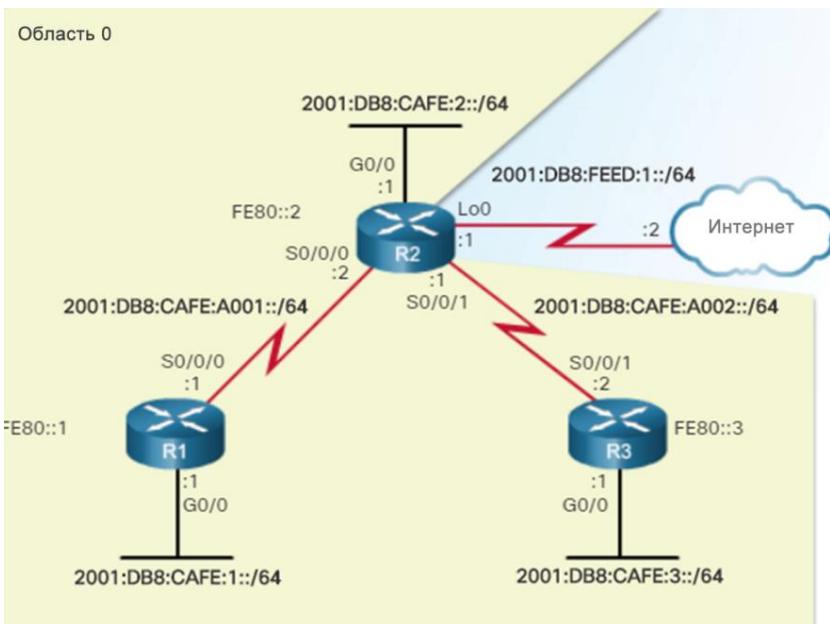 Область 0
2001:DB8:CAFE:2::/64
G0/0
:1
2001:DB8:FEED:1::/64
FE80::2
Lo0
:2
Интернет
:1
R2
S0/0/0
:2
:1
S0/0/1
2001:DB8:CAFE:A001::/64
2001:DB8:CAFE:A002::/64
S0/0/0
:1
S0/0/1
:2
FE80::1
R1
R3
FE80::3
:1
G0/0
:1
G0/0
2001:DB8:CAFE:1::/64
2001:DB8:CAFE:3::/64